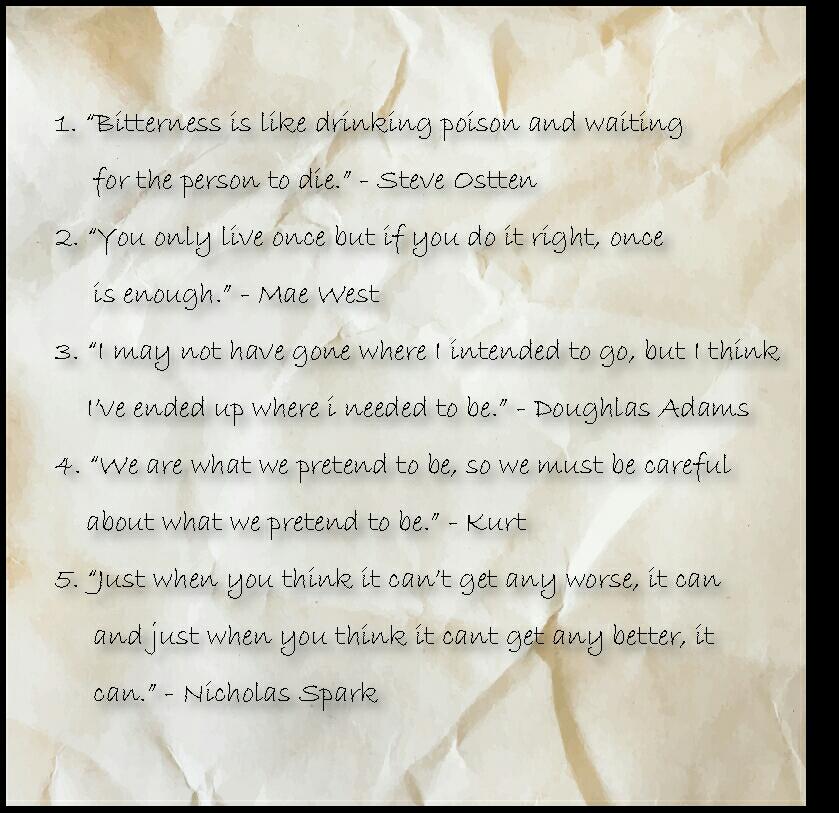 1. “Bitterness is like drinking poison and waiting
for the person to die.” - Steve Ostten
2. “You only live once but if you do it right, once
is enough.” - Mae West
3. “I may not have gone where I intended to go, but I think
I've ended up where i needed to be.” - Doughlas Adams
4. “We are what we pretend to be, so we must be careful
about what we pretend to be.” - Kurt
5. “Just when you think it can't get any worse, it can
and just when you think it cant get any better, it
can.” - Nicholas Spark